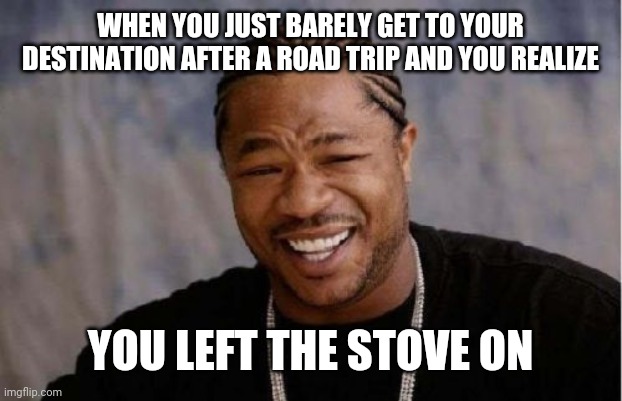 WHEN YOU JUST BARELY GET TO YOUR
DESTINATION AFTER A ROAD TRIP AND YOU REALIZE
YOU LEFT THE STOVE ON
imgflip.com